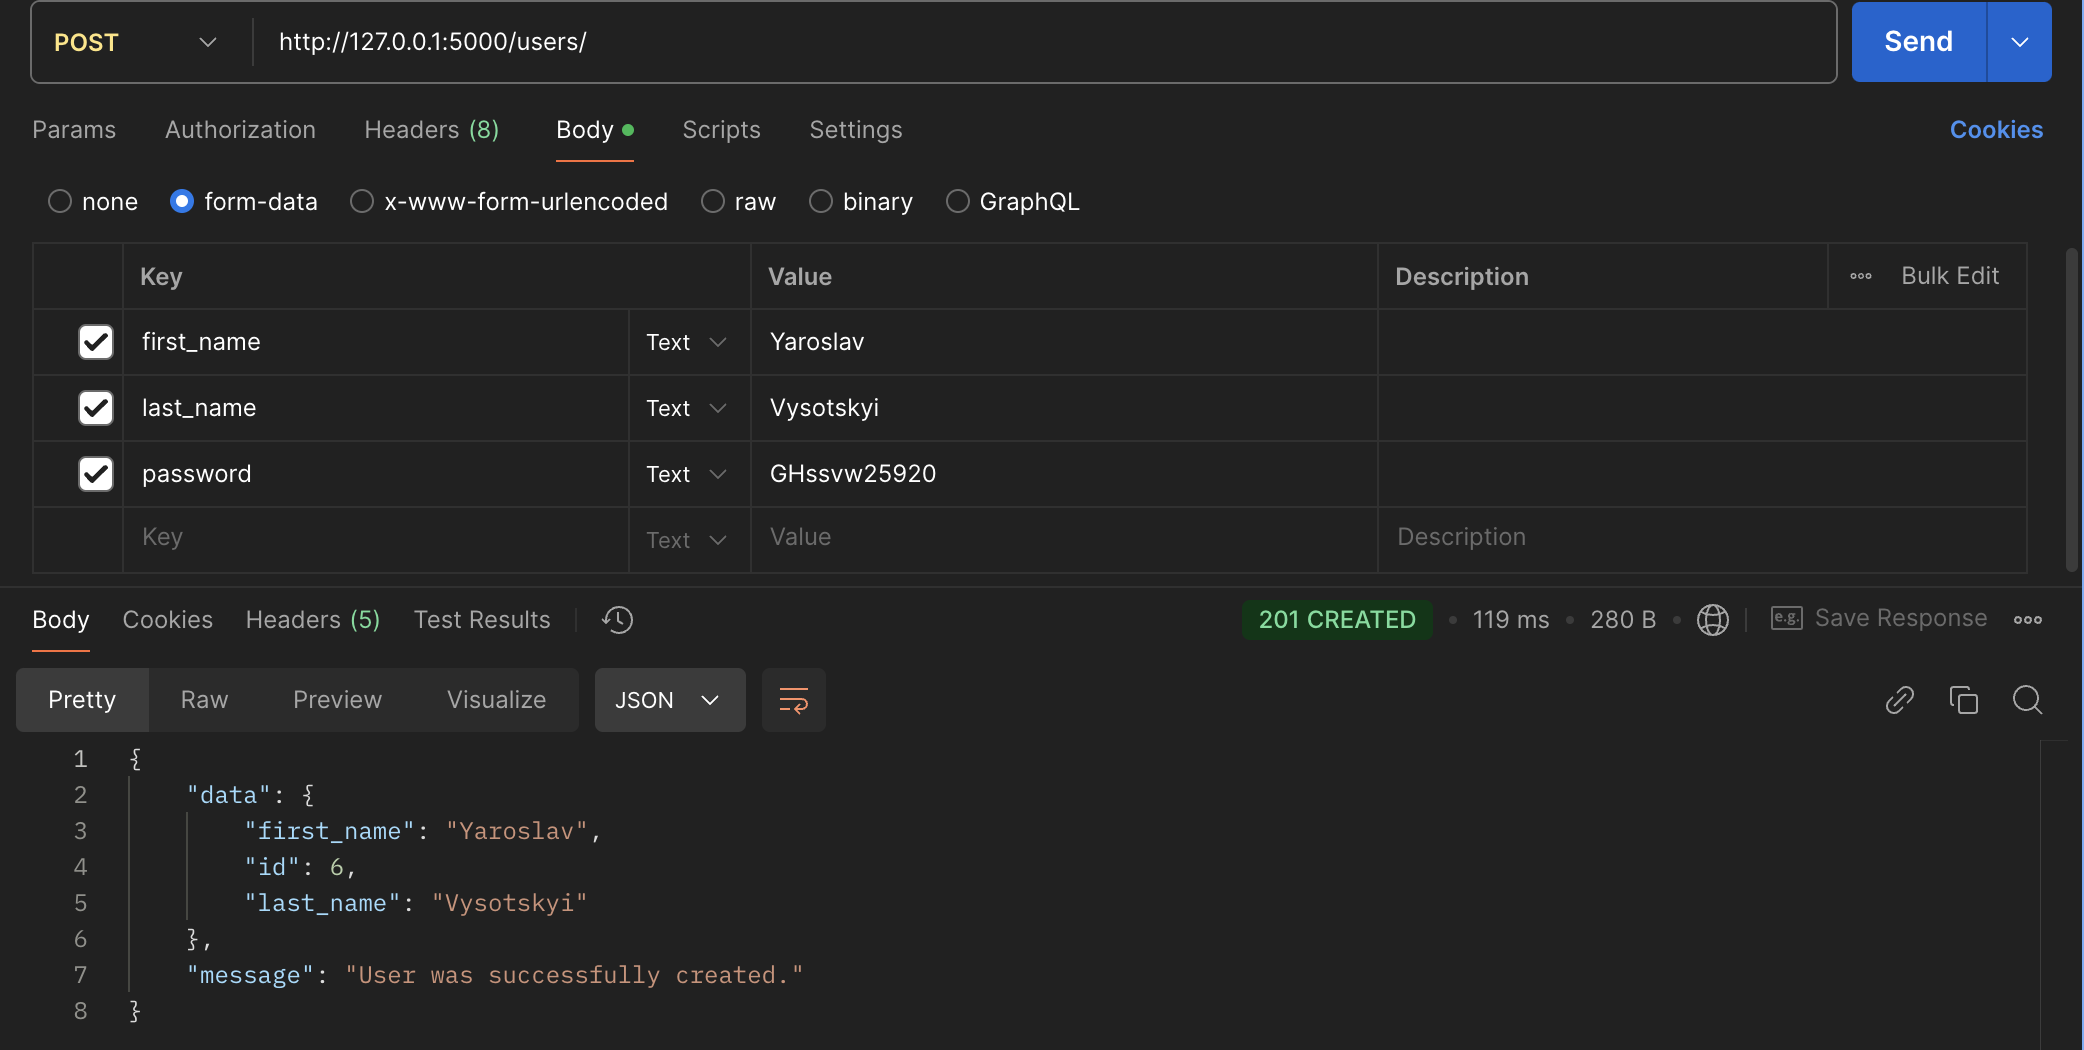 POST http://127.0.0.1:5000/users/ Send
Params Authorization Headers (8) Body Scripts Settings Cookies
none form-data x-www-form-urlencoded raw binary GraphQL
Key Value Description Bulk Edit
first_name Text Yaroslav
last_name Text Vysotskyi
password Text GHssvw25920
Key Text Value Description
Body Cookies Headers (5) Test Results 201 CREATED 119 ms 280 B e.g. Save Response
Pretty Raw Preview Visualize JSON
1 {
2 "data": {
3 "first_name": "Yaroslav",
4 "id": 6,
5 "last_name": "Vysotskyi"
6 },
7 "message": "User was successfully created."
8 }